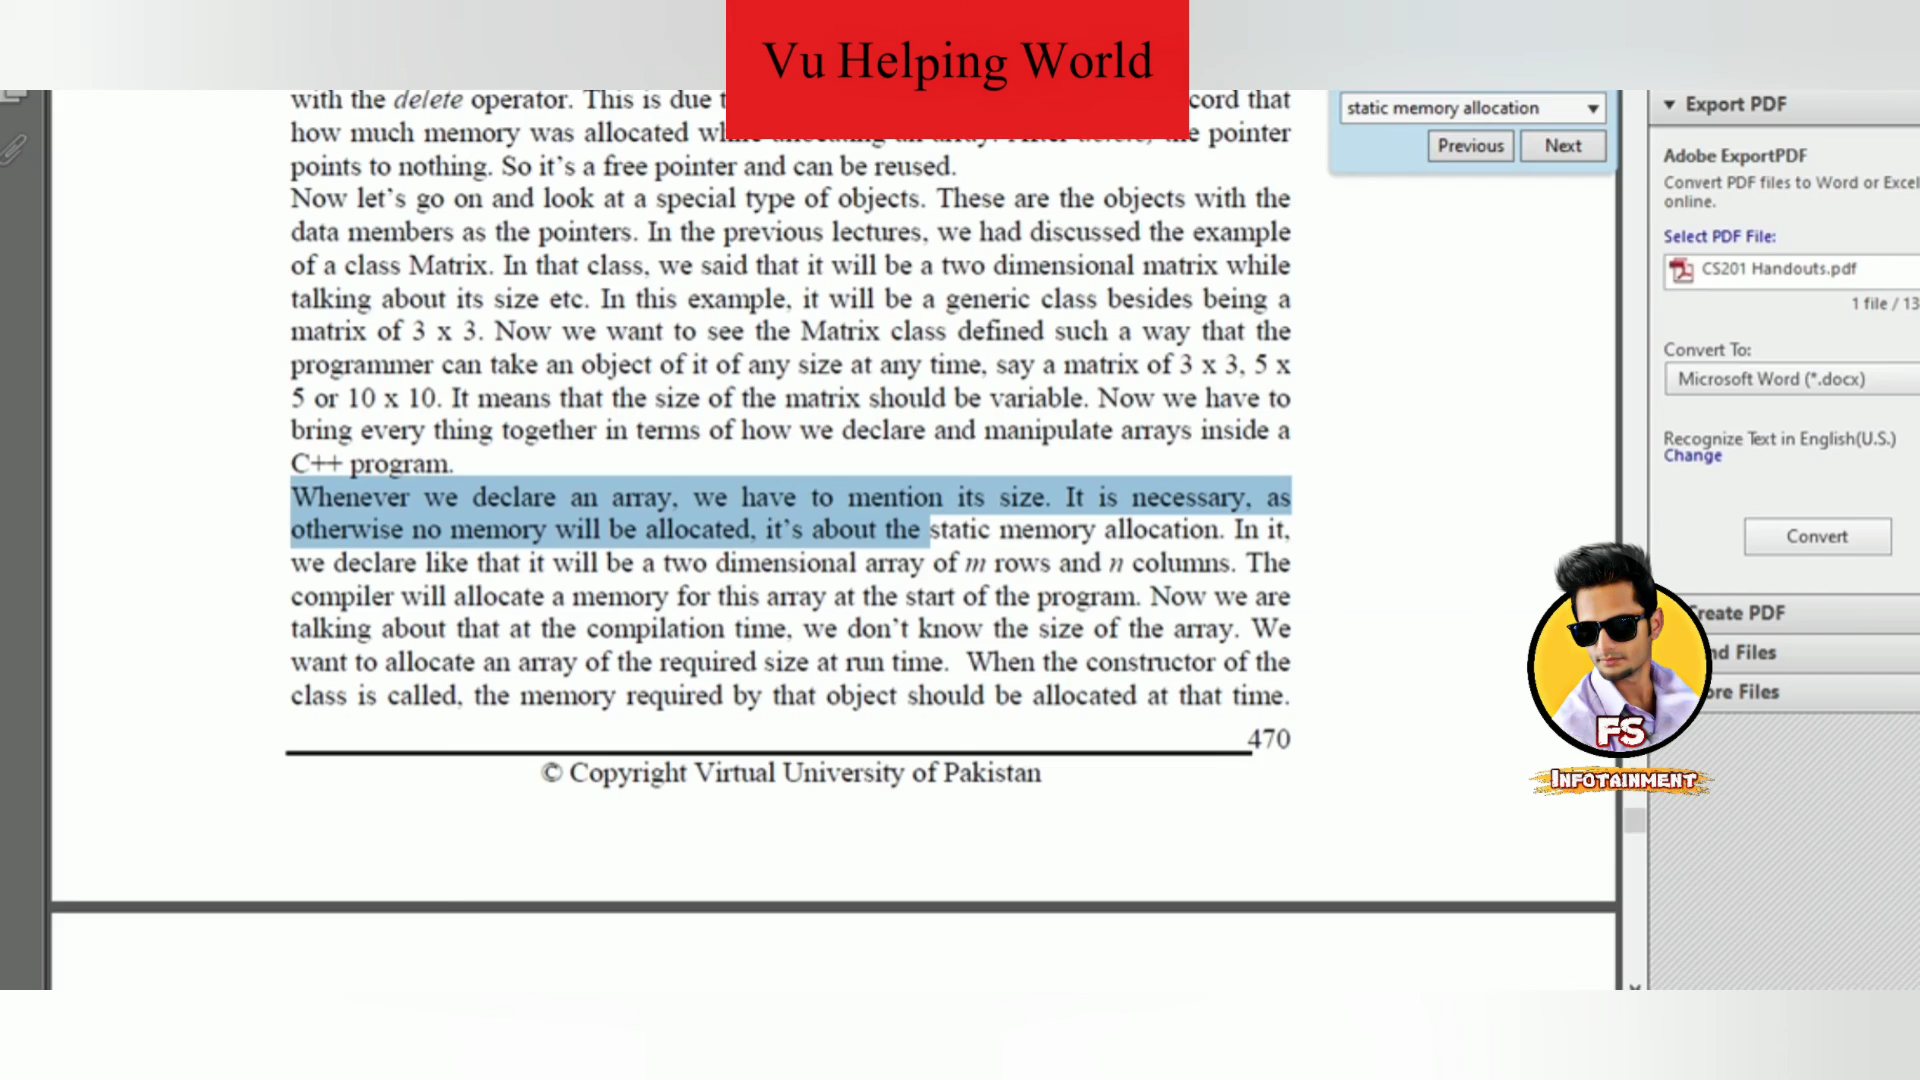 Vu Helping World
with the delete operator. This is due
cord that
how much memory was allocated
pointer
points to nothing. So it's a free pointer and can be reused.
Now let's go on and look at a special type of objects. These are the objects with the
data members as the pointers. In the previous lectures, we had discussed the example
of a class Matrix. In that class, we said that it will be a two dimensional matrix while
talking about its size etc. In this example, it will be a generic class besides being a
matrix of 3 x 3. Now we want to see the Matrix class defined such a way that the
programmer can take an object of it of any size at any time, say a matrix of 3 x 3, 5 x
5 or 10 x 10. It means that the size of the matrix should be variable. Now we have to
bring every thing together in terms of how we declare and manipulate arrays inside a
C++ program.
Whenever we declare an array, we have to mention its size. It is necessary, as
otherwise no memory will be allocated, it's about the static memory allocation. In it,
we declare like that it will be a two dimensional array of m rows and n columns. The
compiler will allocate a memory for this array at the start of the program. Now we are
talking about that at the compilation time, we don't know the size of the array. We
want to allocate an array of the required size at run time. When the constructor of the
class is called, the memory required by that object should be allocated at that time.
470
© Copyright Virtual University of Pakistan
static memory allocation
Previous Next
Export PDF
Adobe ExportPDF
Convert PDF files to Word or Excel
online.
Select PDF File:
CS201 Handouts.pdf
1 file / 13
Convert To:
Microsoft Word (*.docx)
Recognize Text in English(U.S.)
Change
Convert
reate PDF
nd Files
ore Files
FS
INFOTAINMENT